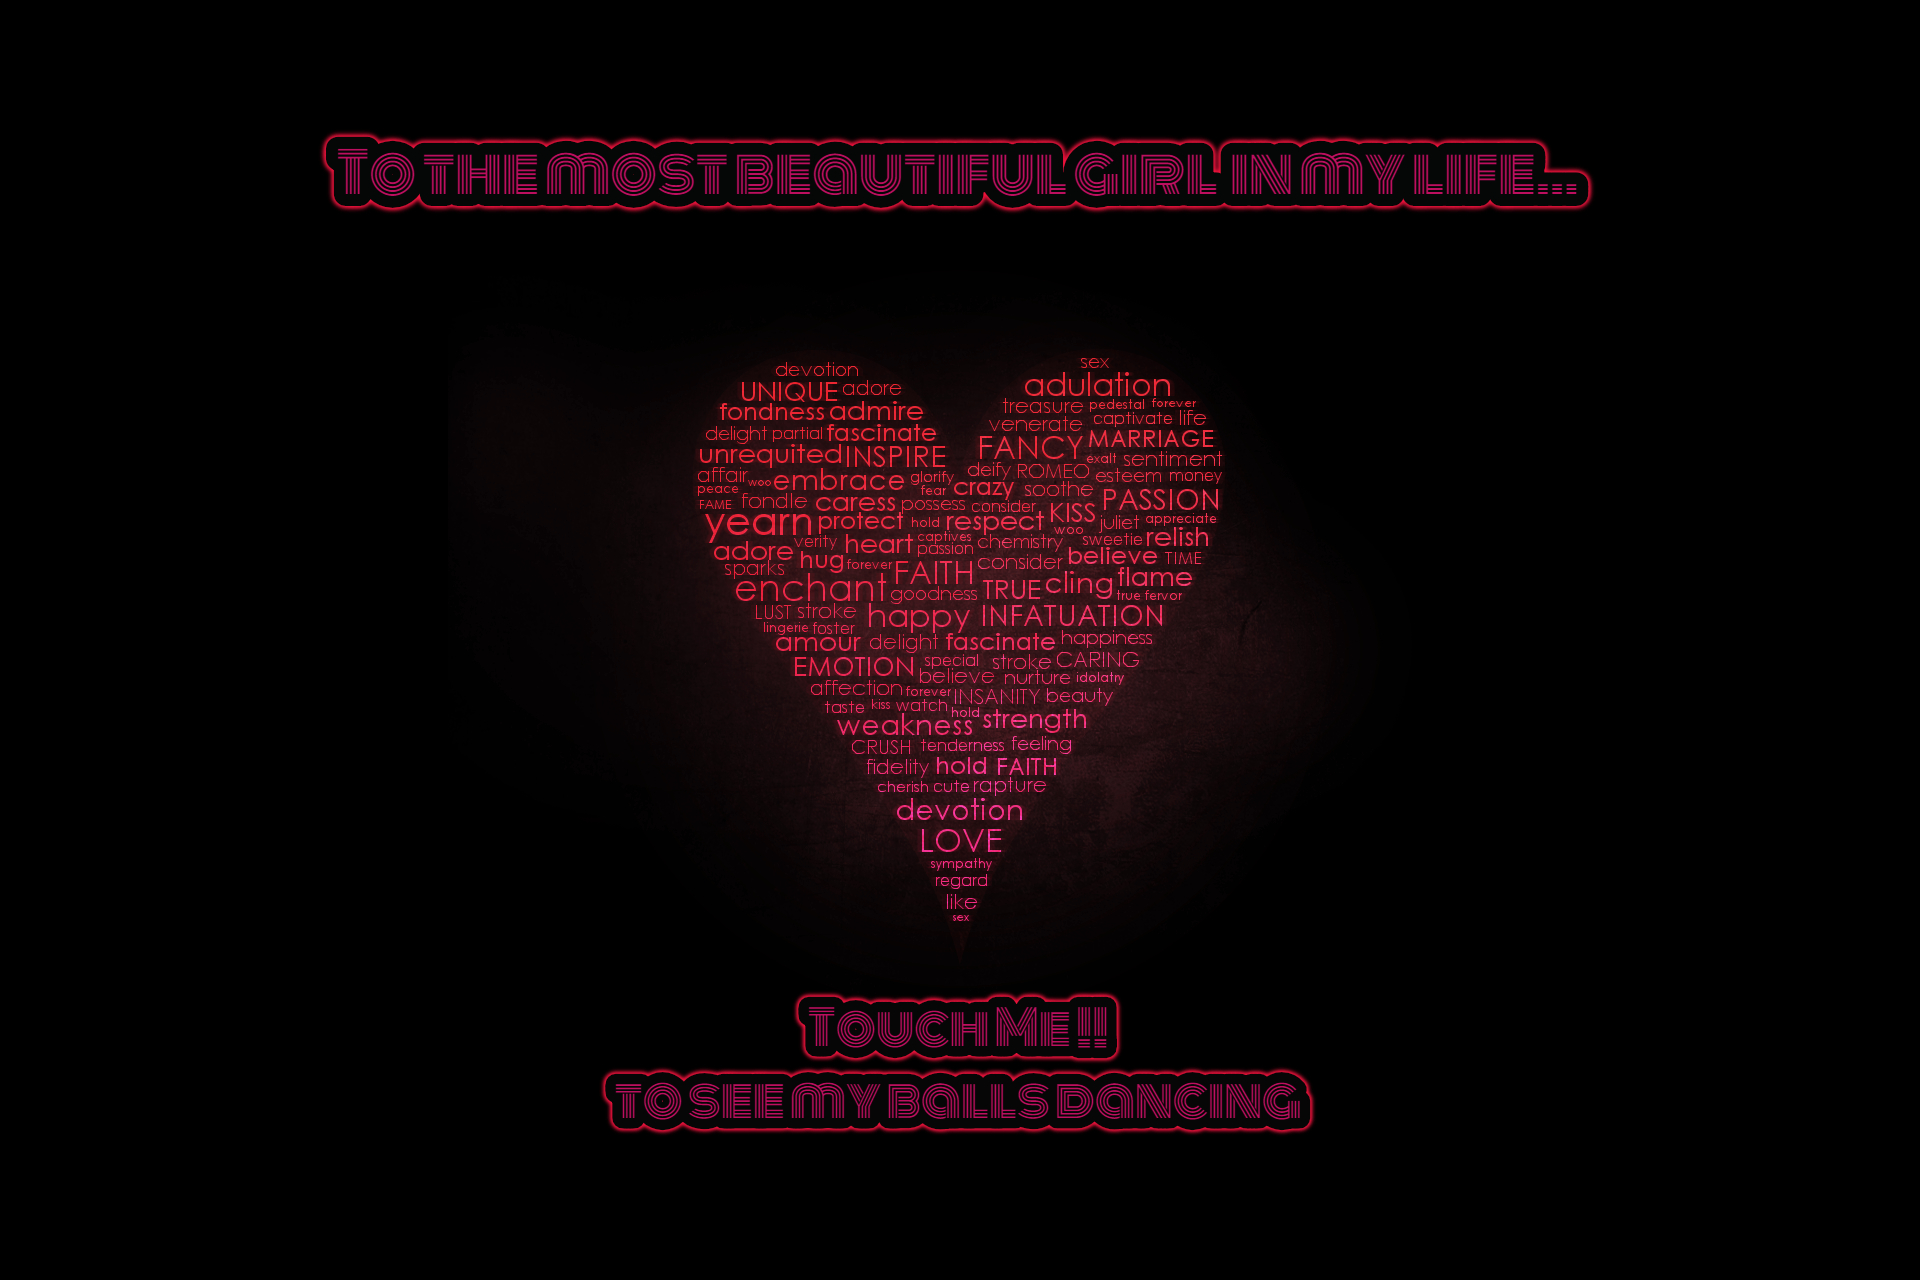 To the most beautiful girl in my life...
devotion sex
UNIQUE adore adulation
fondness admire treasure pedestal forever
delight partial fascinate venerate captivate life
unrequited INSPIRE FANCY MARRIAGE
affair woo embrace glorify deify ROMEO exalt sentiment
peace fear crazy soothe esteem money
FAME fondle caress possess consider KISS PASSION
yearn protect hold respect woo juliet appreciate
adore verity heart captives passion chemistry sweetie relish
sparks hug forever FAITH consider believe TIME
enchant goodness TRUE cling flame
LUST stroke happy INFATUATION true fervor
lingerie foster
amour delight fascinate happiness
EMOTION special stroke CARING
affection believe nurture idolatry
taste kiss watch forever INSANITY beauty
weakness hold strength
CRUSH tenderness feeling
fidelity hold FAITH
cherish cute rapture
devotion
LOVE
sympathy
regard
like
sex
Touch Me !!
to see my balls dancing